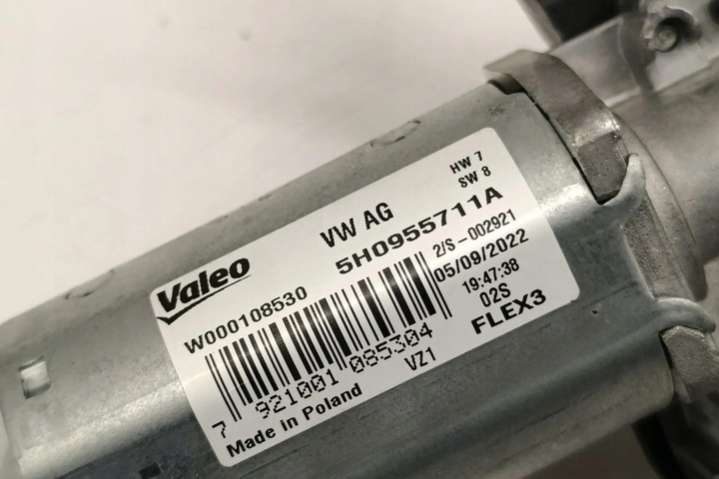 Valeo
VW AG
HW 7
SW 8
W000108530
5H0955711A
2/S-002921
05/09/2022
19:47:38
02S
FLEX3
7 921001 085304
VZ1
Made in Poland